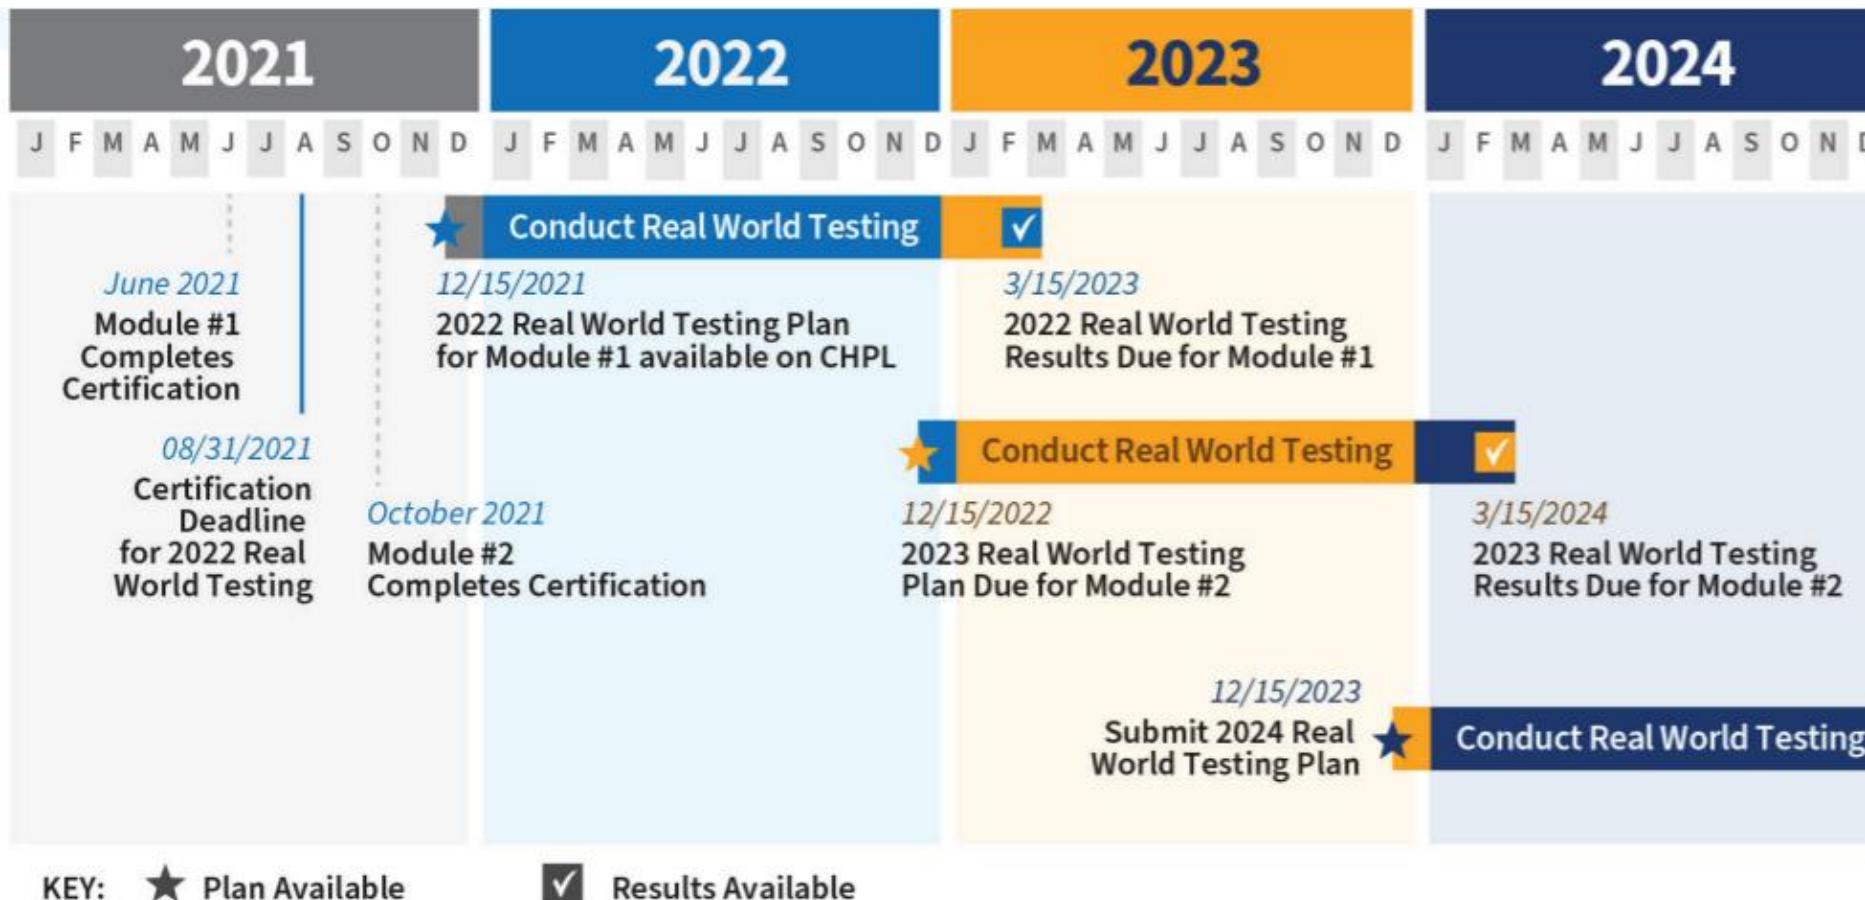 2021 2022 2023 2024
J F M A M J J A S O N D J F M A M J J A S O N D J F M A M J J A S O N D J F M A M J J A S O N
Conduct Real World Testing
June 2021
Module #1
Completes
Certification
12/15/2021
2022 Real World Testing Plan
for Module #1 available on CHPL
3/15/2023
2022 Real World Testing
Results Due for Module #1
08/31/2021
Certification
Deadline
for 2022 Real
World Testing
October 2021
Module #2
Completes Certification
Conduct Real World Testing
12/15/2022
2023 Real World Testing
Plan Due for Module #2
3/15/2024
2023 Real World Testing
Results Due for Module #2
12/15/2023
Submit 2024 Real
World Testing Plan
Conduct Real World Testing
KEY: Plan Available Results Available